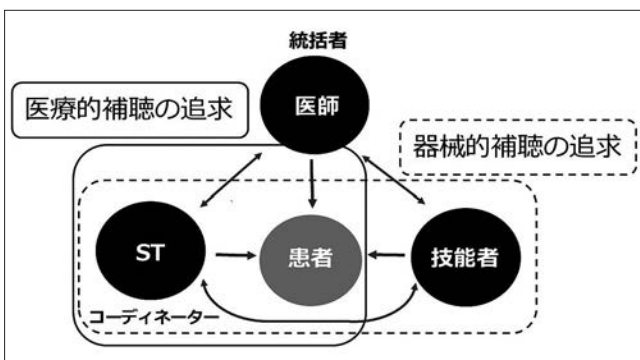 統括者
医師
医療的補聴の追求
器械的補聴の追求
ST
患者
技能者
コーディネーター